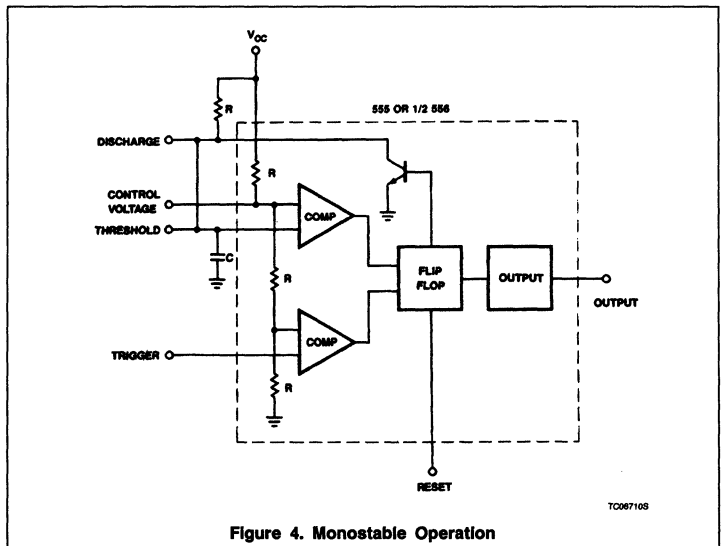 VCC
555 OR 1/2 556
R
DISCHARGE
R
CONTROL
VOLTAGE
THRESHOLD
COMP
C
R
FLIP
FLOP
OUTPUT
OUTPUT
COMP
TRIGGER
R
RESET
TC06710S
Figure 4. Monostable Operation